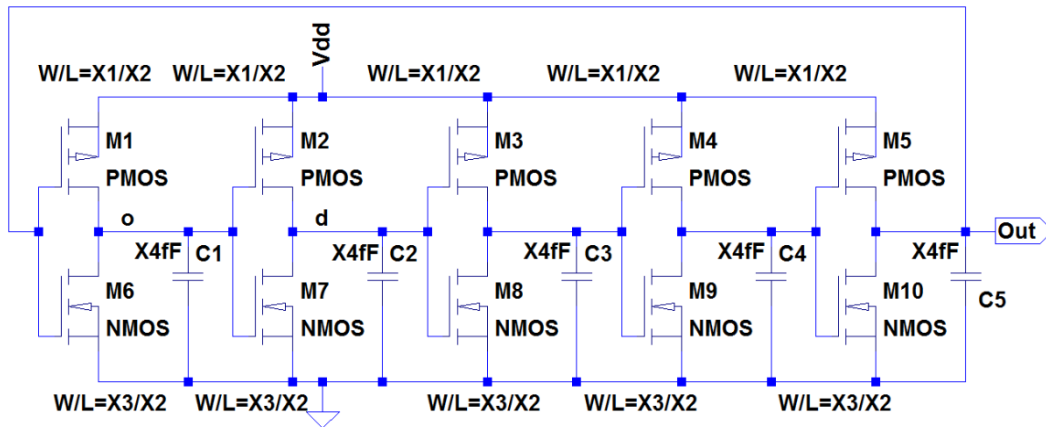 Vdd
W/L=X1/X2 W/L=X1/X2 W/L=X1/X2 W/L=X1/X2 W/L=X1/X2
M1 M2 M3 M4 M5
PMOS PMOS PMOS PMOS PMOS
o d
Out
X4fF C1 X4fF C2 X4fF C3 X4fF C4 X4fF
M6 M7 M8 M9 M10
C5
NMOS NMOS NMOS NMOS NMOS
W/L=X3/X2 W/L=X3/X2 W/L=X3/X2 W/L=X3/X2 W/L=X3/X2